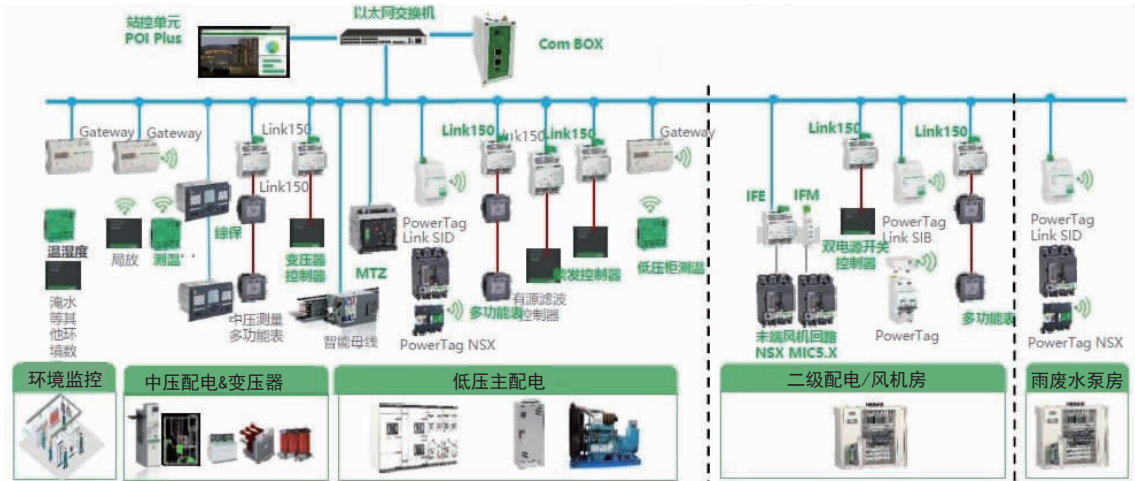 站控单元
POI Plus
以太网交换机
Com BOX
Gateway
Gateway
Link150
Link150
Link150
Link150
Link150
Gateway
Link150
Link150
Link150
IFE
IFM
PowerTag
Link SID
PowerTag
Link SIB
PowerTag
Link SID
温湿度
局放
测温
综保
变压器
控制器
MTZ
多功能表
有源滤波
控制器
发控制器
低压柜测温
双电源开关
控制器
淹水
等其
他环
境数
中压测量
多功能表
智能母线
PowerTag NSX
末端风机回路
NSX MIC5.X
PowerTag
多功能表
PowerTag NSX
环境监控
中压配电&变压器
低压主配电
二级配电/风机房
雨废水泵房